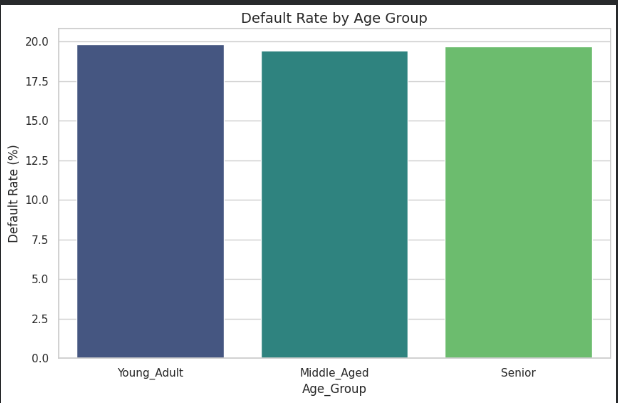 Default Rate by Age Group
Default Rate (%)
20.0
17.5
15.0
12.5
10.0
7.5
5.0
2.5
0.0
Young_Adult Middle_Aged Senior
Age_Group